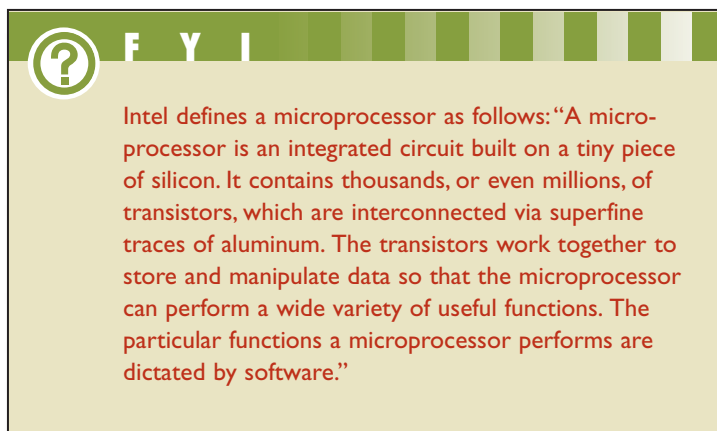 ?
F Y I
Intel defines a microprocessor as follows: “A micro-
processor is an integrated circuit built on a tiny piece
of silicon. It contains thousands, or even millions, of
transistors, which are interconnected via superfine
traces of aluminum. The transistors work together to
store and manipulate data so that the microprocessor
can perform a wide variety of useful functions. The
particular functions a microprocessor performs are
dictated by software.”